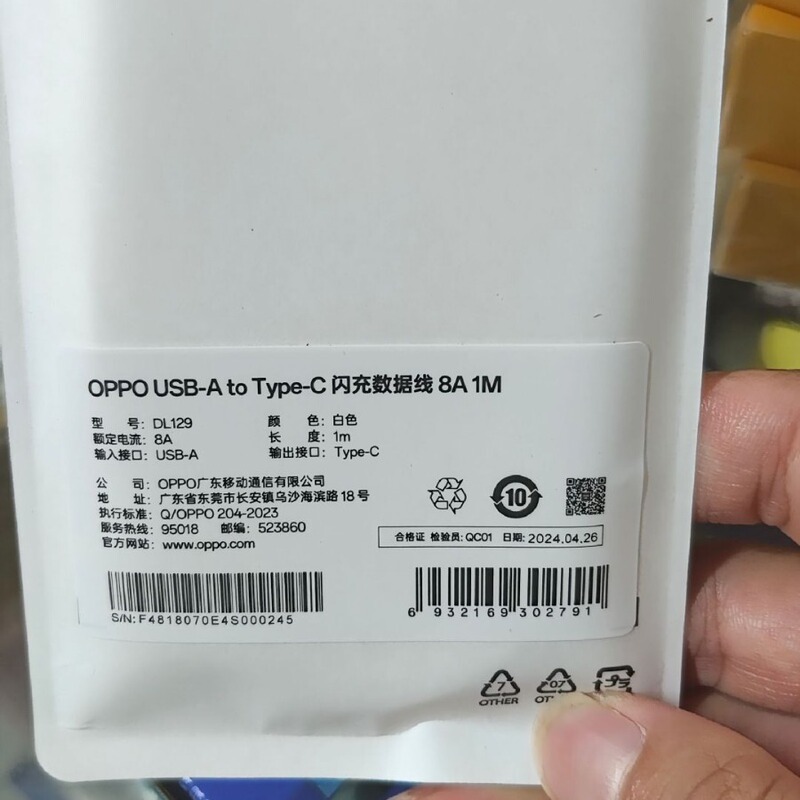 OPPO USB-A to Type-C 闪充数据线 8A 1M
型 号: DL129 颜 色: 白色
额定电流: 8A 长 度: 1m
输入接口: USB-A 输出接口: Type-C
公 司: OPPO广东移动通信有限公司
地 址: 广东省东莞市长安镇乌沙海滨路18号
执行标准: Q/OPPO 204-2023
服务热线: 95018 邮编: 523860
官方网站: www.oppo.com
10
合格证 检验员: QC01 日期: 2024.04.26
S/N: F4818070E4S000245
6 932169 302791
7
OTHER
07